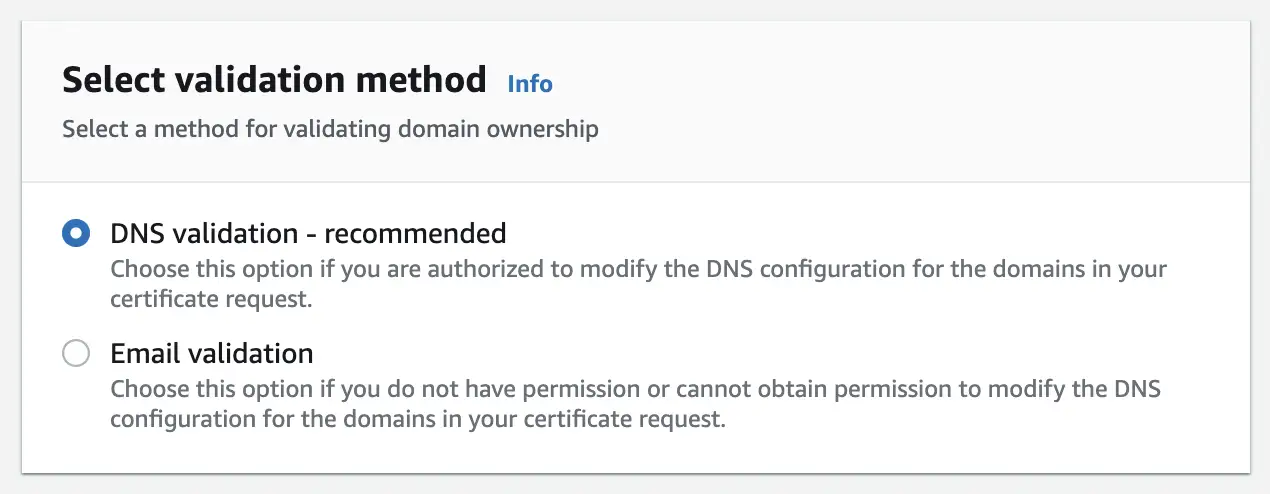 Select validation method Info
Select a method for validating domain ownership
DNS validation - recommended
Choose this option if you are authorized to modify the DNS configuration for the domains in your
certificate request.
Email validation
Choose this option if you do not have permission or cannot obtain permission to modify the DNS
configuration for the domains in your certificate request.